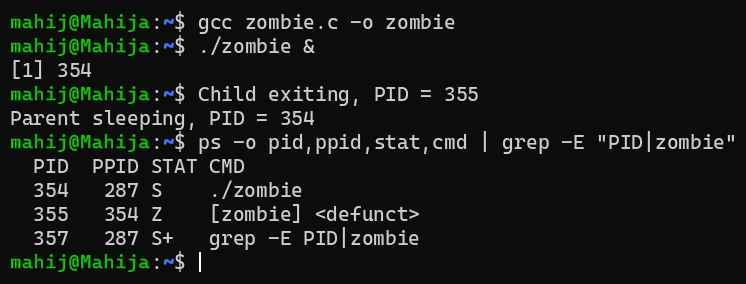 mahij@Mahija:~$ gcc zombie.c -o zombie
mahij@Mahija:~$ ./zombie &
[1] 354
mahij@Mahija:~$ Child exiting, PID = 355
Parent sleeping, PID = 354
mahij@Mahija:~$ ps -o pid,ppid,stat,cmd | grep -E "PID|zombie"
  PID  PPID STAT CMD
  354   287 S    ./zombie
  355   354 Z    [zombie] <defunct>
  357   287 S+   grep -E PID|zombie
mahij@Mahija:~$